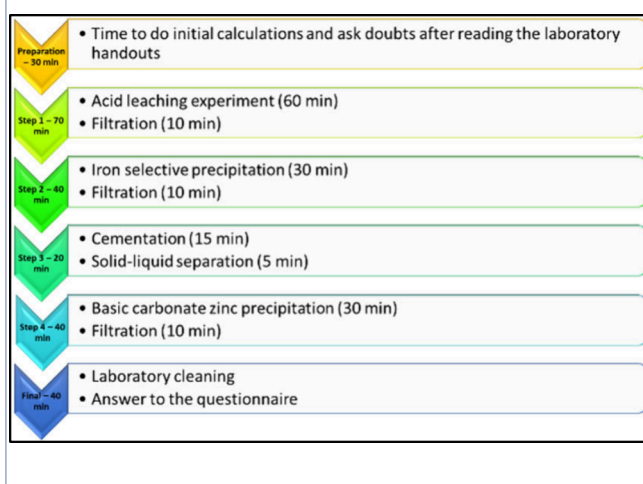 Preparation
– 30 min
• Time to do initial calculations and ask doubts after reading the laboratory
handouts
Step 1 – 70
min
• Acid leaching experiment (60 min)
• Filtration (10 min)
Step 2 – 40
min
• Iron selective precipitation (30 min)
• Filtration (10 min)
Step 3 – 20
min
• Cementation (15 min)
• Solid-liquid separation (5 min)
Step 4 – 40
min
• Basic carbonate zinc precipitation (30 min)
• Filtration (10 min)
Final – 40
min
• Laboratory cleaning
• Answer to the questionnaire